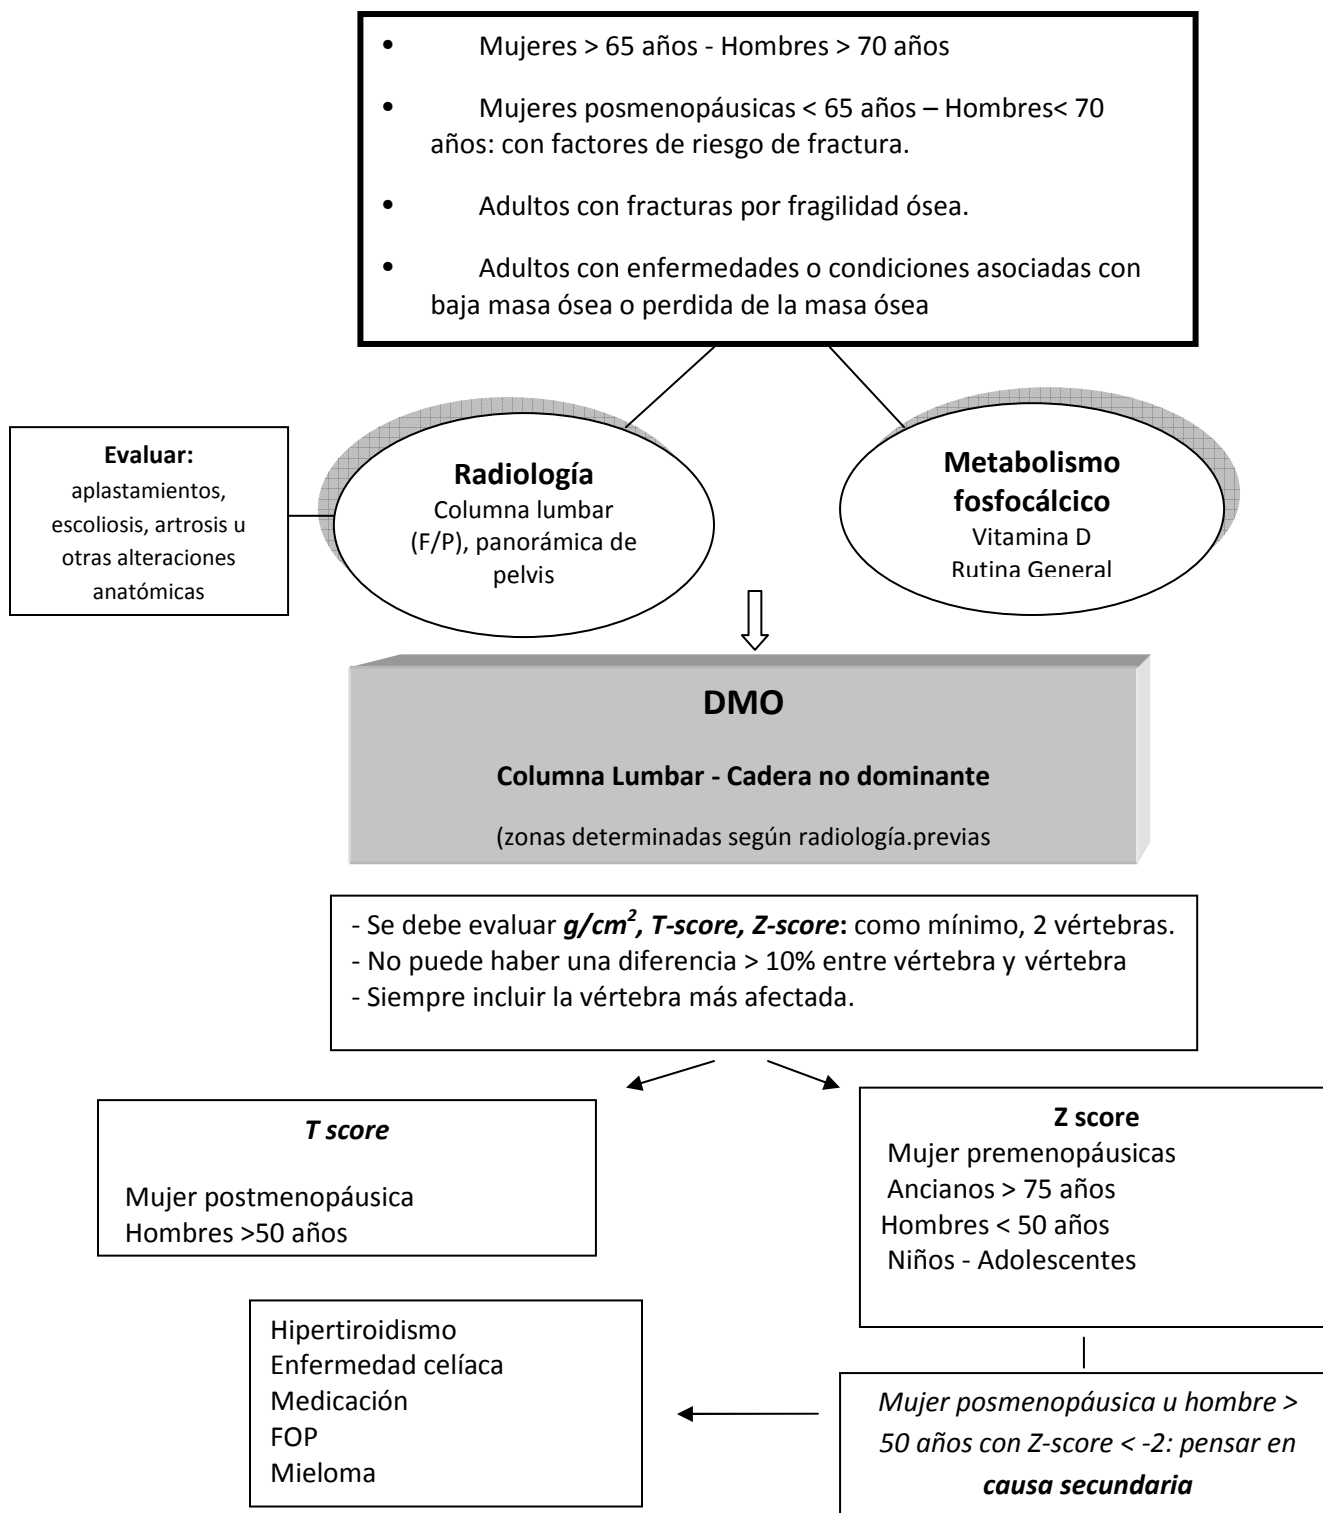 • Mujeres > 65 años - Hombres > 70 años
• Mujeres posmenopáusicas < 65 años – Hombres< 70
años: con factores de riesgo de fractura.
• Adultos con fracturas por fragilidad ósea.
• Adultos con enfermedades o condiciones asociadas con
baja masa ósea o perdida de la masa ósea
Evaluar:
aplastamientos,
escoliosis, artrosis u
otras alteraciones
anatómicas
Radiología
Columna lumbar
(F/P), panorámica de
pelvis
Metabolismo
fosfocálcico
Vitamina D
Rutina General
DMO
Columna Lumbar - Cadera no dominante
(zonas determinadas según radiología.previas
- Se debe evaluar g/cm², T-score, Z-score: como mínimo, 2 vértebras.
- No puede haber una diferencia > 10% entre vértebra y vértebra
- Siempre incluir la vértebra más afectada.
T score
Mujer postmenopáusica
Hombres >50 años
Z score
Mujer premenopáusicas
Ancianos > 75 años
Hombres < 50 años
Niños - Adolescentes
Hipertiroidismo
Enfermedad celíaca
Medicación
FOP
Mieloma
Mujer posmenopáusica u hombre >
50 años con Z-score < -2: pensar en
causa secundaria